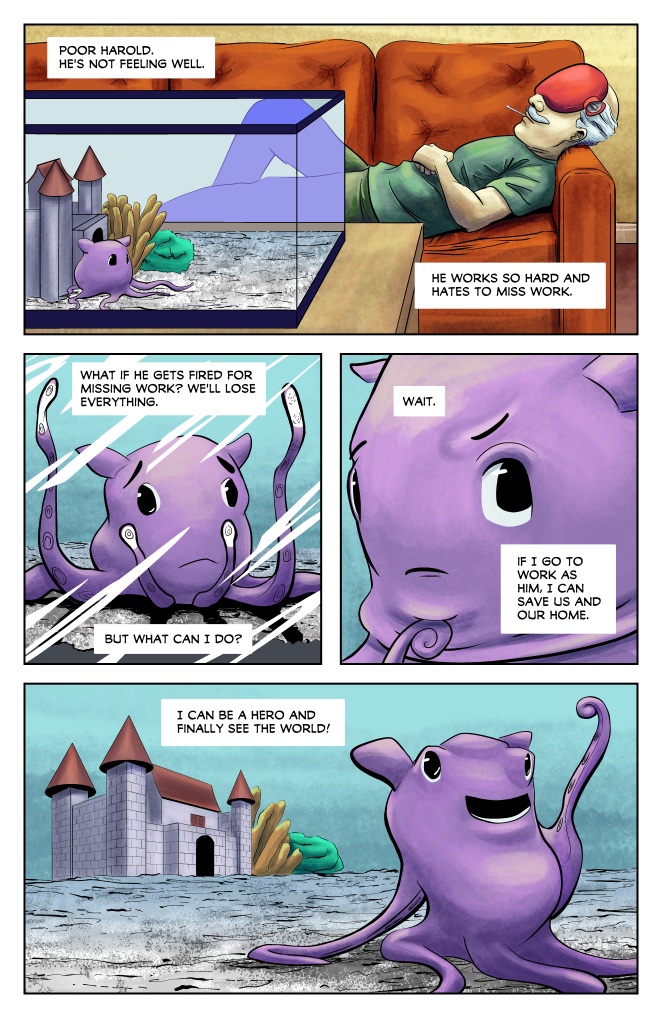 POOR HAROLD.
HE'S NOT FEELING WELL.
HE WORKS SO HARD AND
HATES TO MISS WORK.
WHAT IF HE GETS FIRED FOR
MISSING WORK? WE'LL LOSE
EVERYTHING.
BUT WHAT CAN I DO?
WAIT.
IF I GO TO
WORK AS
HIM, I CAN
SAVE US AND
OUR HOME.
I CAN BE A HERO AND
FINALLY SEE THE WORLD!